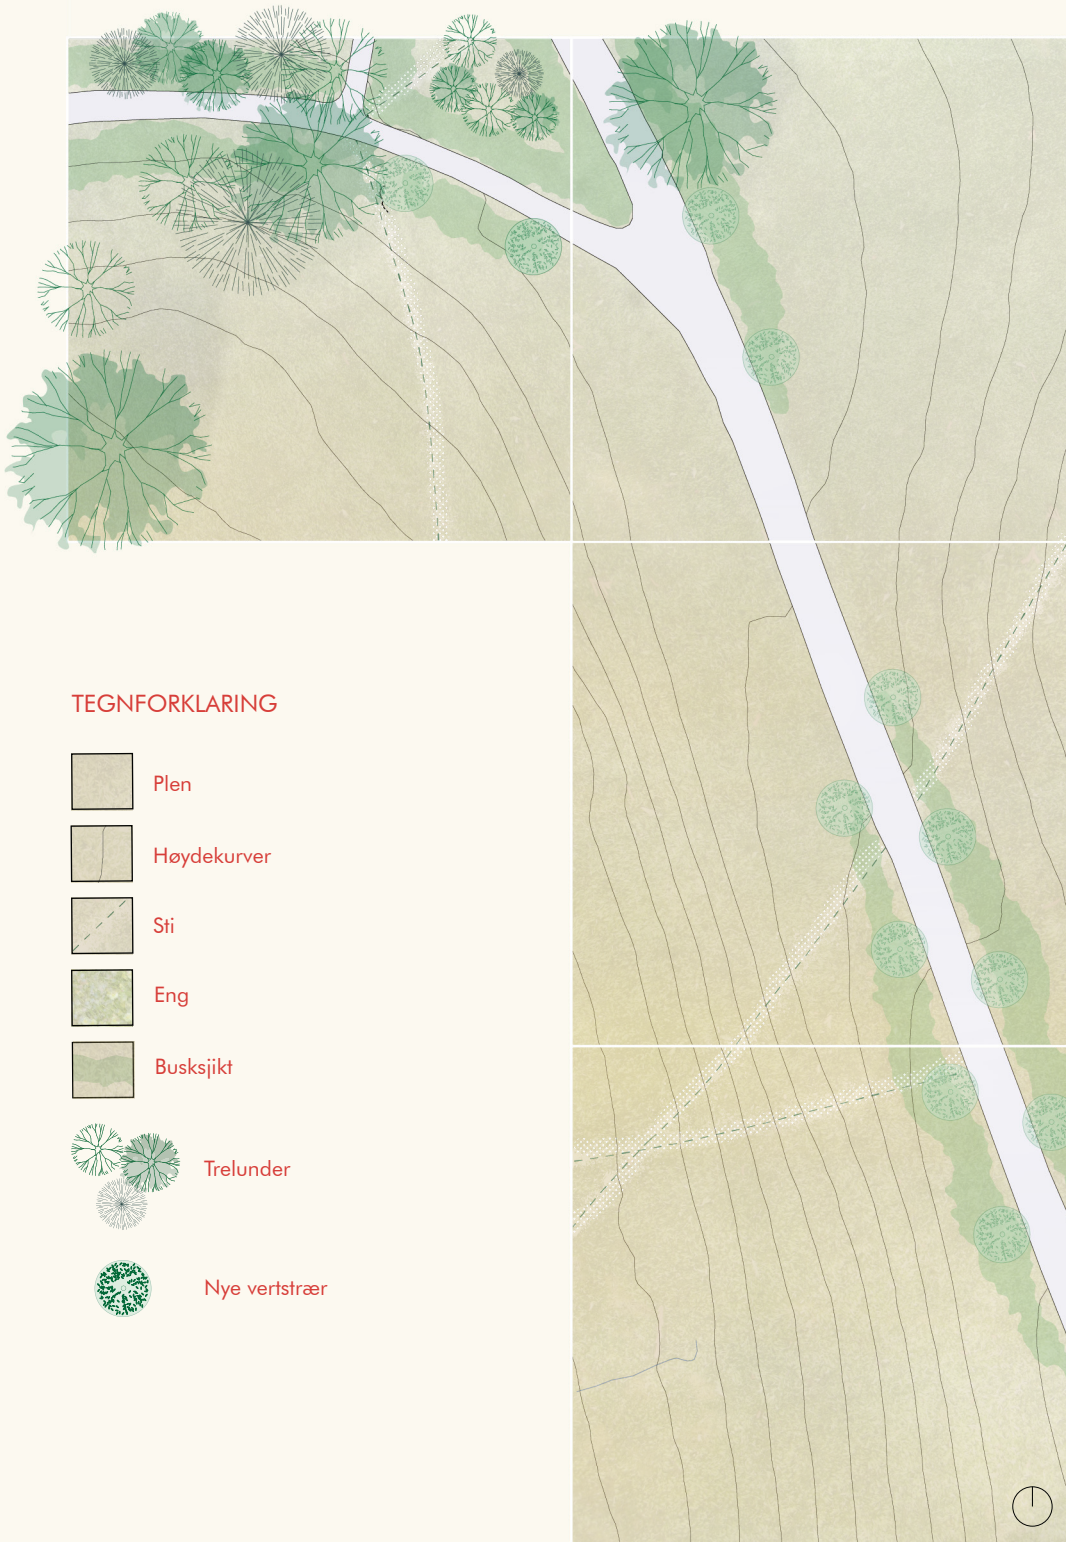 TEGNFORKLARING
Plen
Høydekurver
Sti
Eng
Busksjikt
Trelunder
Nye vertstrær